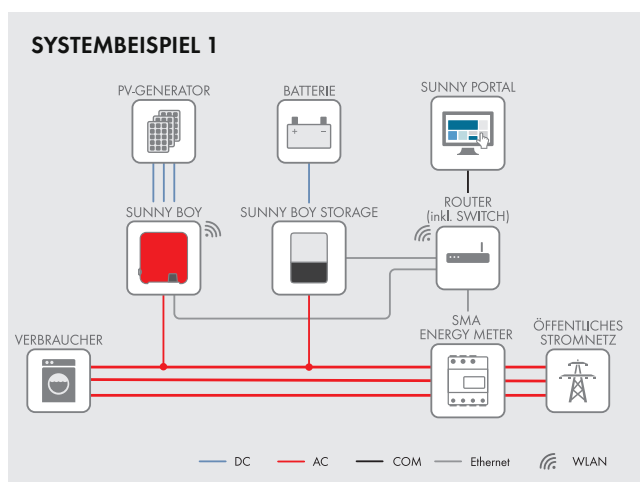 SYSTEMBEISPIEL 1
PV-GENERATOR
BATTERIE
SUNNY PORTAL
SUNNY BOY
SUNNY BOY STORAGE
ROUTER
(inkl. SWITCH)
VERBRAUCHER
SMA
ENERGY METER
ÖFFENTLICHES
STROMNETZ
DC
AC
COM
Ethernet
WLAN